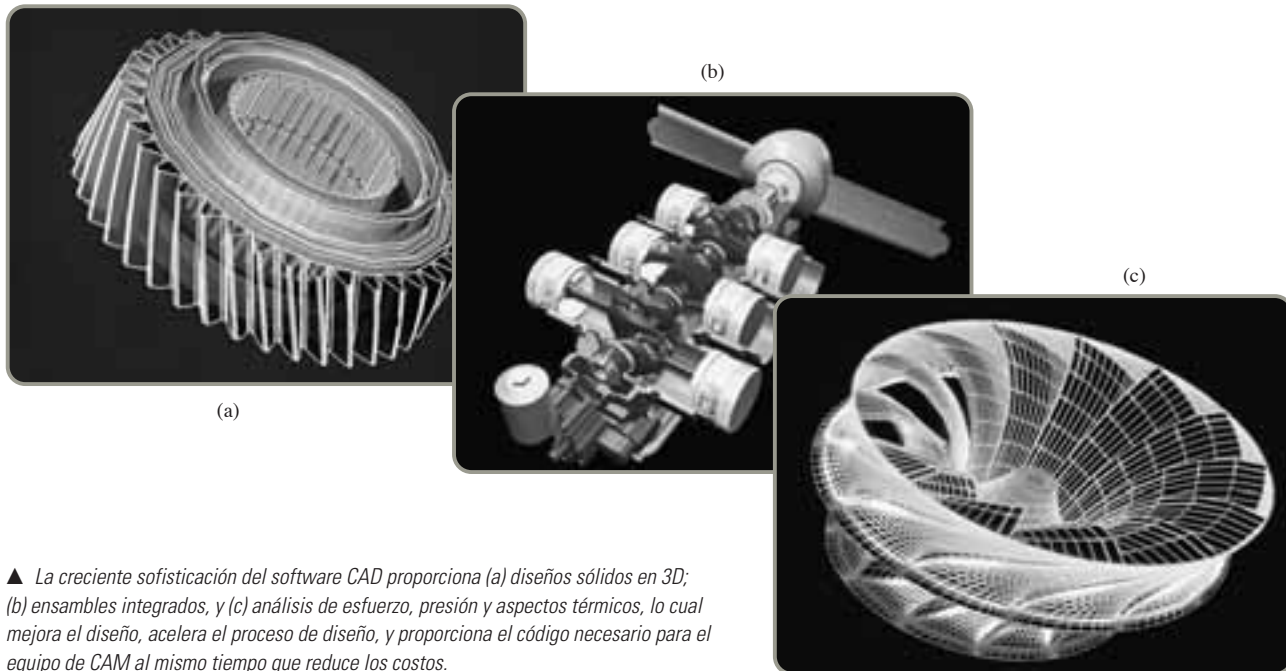 (b)
(c)
(a)
▲ La creciente sofisticación del software CAD proporciona (a) diseños sólidos en 3D;
(b) ensambles integrados, y (c) análisis de esfuerzo, presión y aspectos térmicos, lo cual
mejora el diseño, acelera el proceso de diseño, y proporciona el código necesario para el
equipo de CAM al mismo tiempo que reduce los costos.